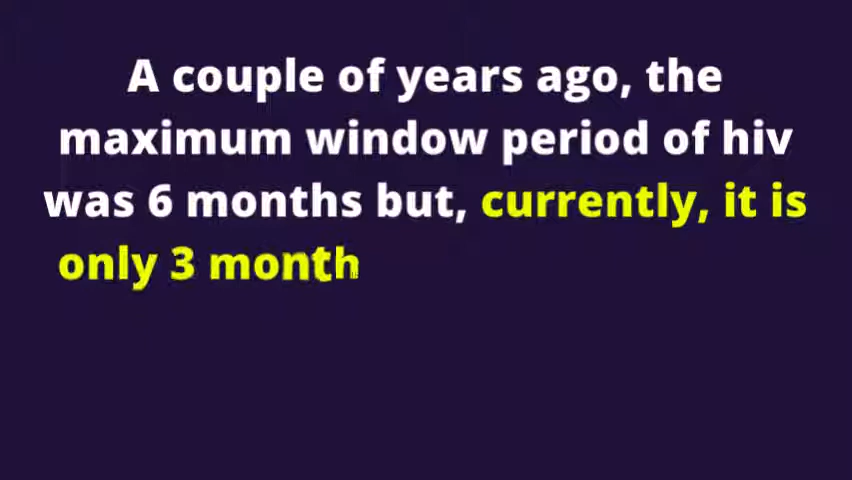 A couple of years ago, the
maximum window period of hiv
was 6 months but, currently, it is
only 3 month